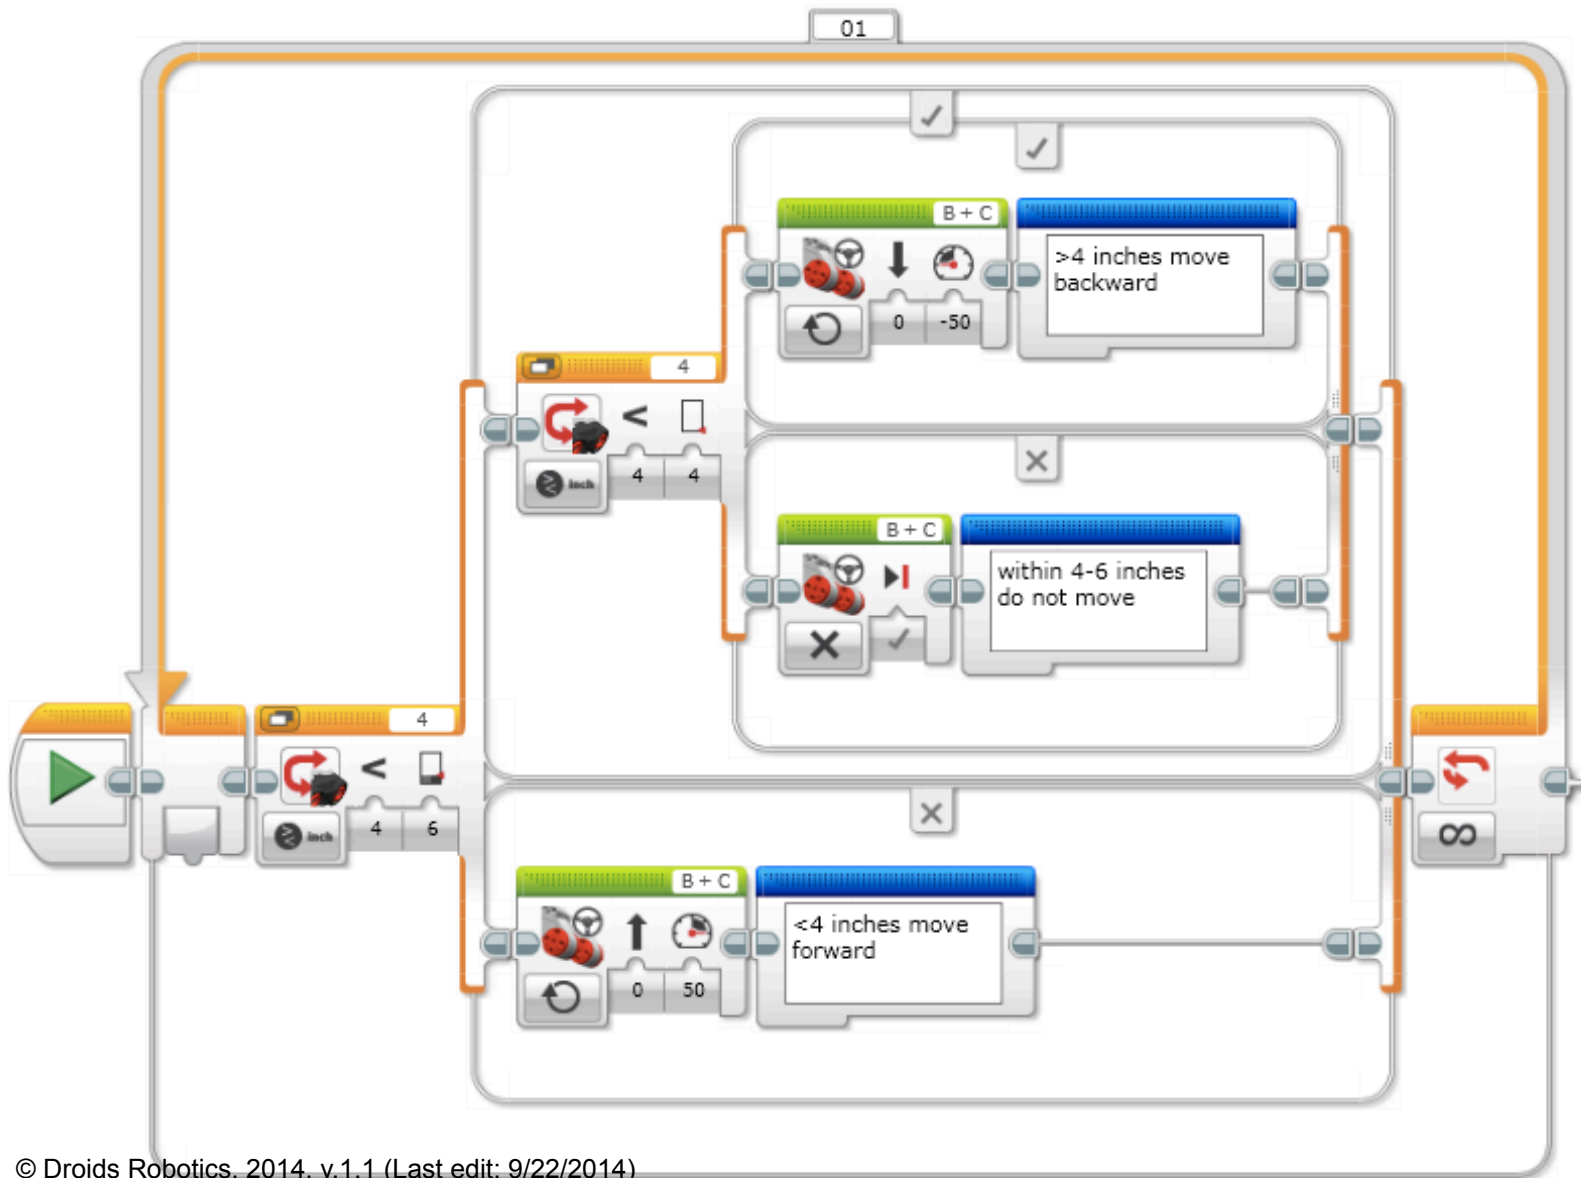 01
B + C
>4 inches move
backward
0 -50
4
<
inch
4 4
B + C
within 4-6 inches
do not move
4
<
inch
4 6
B + C
<4 inches move
forward
0 50
© Droids Robotics, 2014, v.1.1 (Last edit: 9/22/2014)